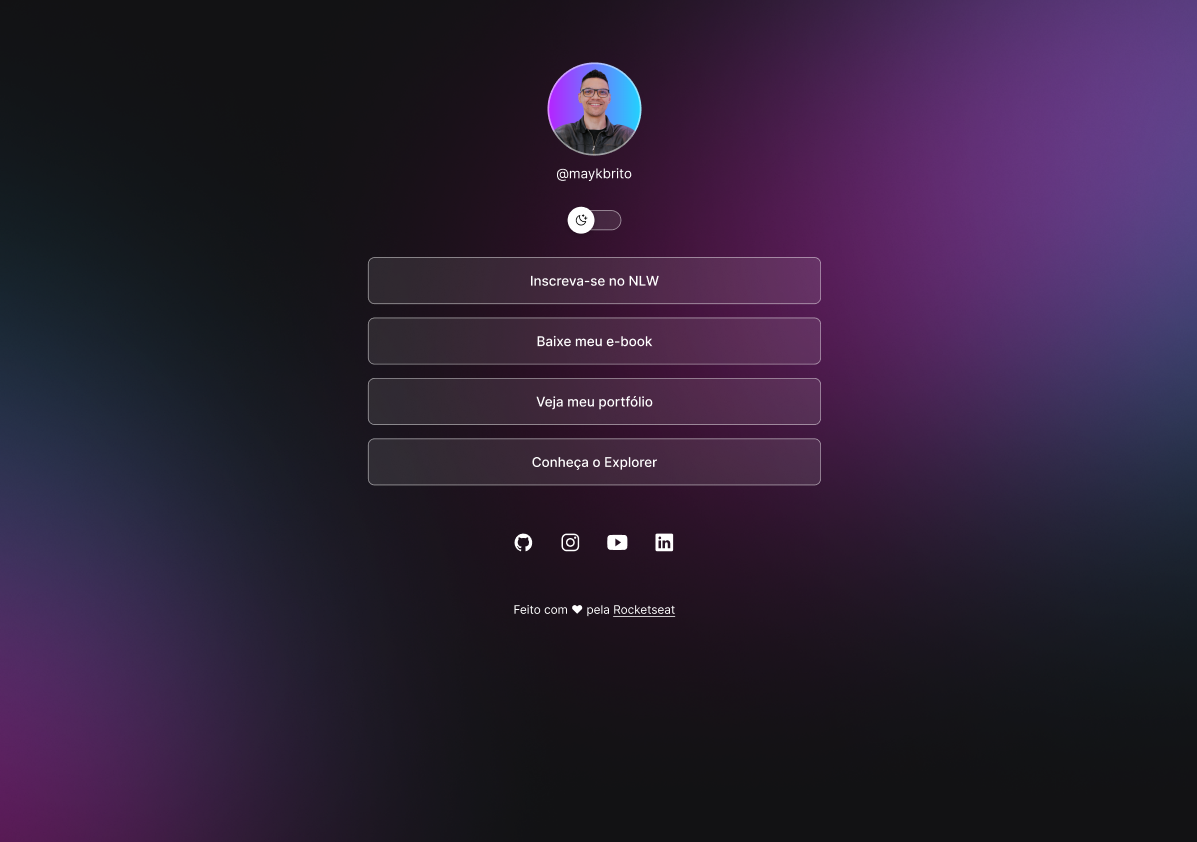 @maykbrito
Inscreva-se no NLW
Baixe meu e-book
Veja meu portfólio
Conheça o Explorer
Feito com ♥ pela Rocketseat